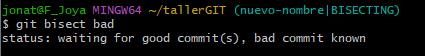 jonat@F_Joya MINGW64 ~/tallerGIT (nuevo-nombre|BISECTING)
$ git bisect bad
status: waiting for good commit(s), bad commit known